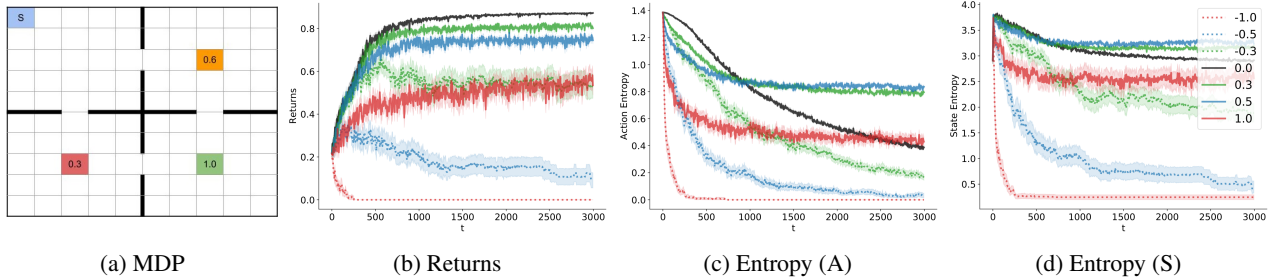 S
0.6
0.3
1.0
(a) MDP
Returns
0.8
0.6
0.4
0.2
0.0
0 500 1000 1500 2000 2500 3000
t
(b) Returns
Action Entropy
1.4
1.2
1.0
0.8
0.6
0.4
0.2
0.0
0 500 1000 1500 2000 2500 3000
t
(c) Entropy (A)
State Entropy
4.0
3.5
3.0
2.5
2.0
1.5
1.0
0.5
0 500 1000 1500 2000 2500 3000
t
-1.0
-0.5
-0.3
0.0
0.3
0.5
1.0
(d) Entropy (S)